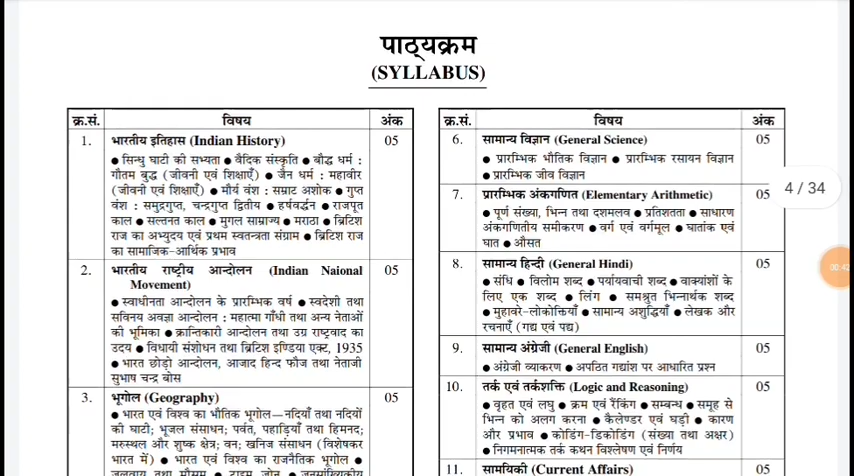 पाठ्यक्रम
(SYLLABUS)
क्र.सं. विषय अंक
1. भारतीय इतिहास (Indian History) 05
● सिन्धु घाटी की सभ्यता ● वैदिक संस्कृति ● बौद्ध धर्म :
गौतम बुद्ध (जीवनी एवं शिक्षाएँ) ● जैन धर्म : महावीर
(जीवनी एवं शिक्षाएँ) ● मौर्य वंश : सम्राट अशोक ● गुप्त
वंश : समुद्रगुप्त, चन्द्रगुप्त द्वितीय ● हर्षवर्द्धन ● राजपूत
काल ● सल्तनत काल ● मुगल साम्राज्य ● मराठा ● ब्रिटिश
राज का अभ्युदय एवं प्रथम स्वतन्त्रता संग्राम ● ब्रिटिश राज
का सामाजिक-आर्थिक प्रभाव
2. भारतीय राष्ट्रीय आन्दोलन (Indian Naional 05
Movement)
● स्वाधीनता आन्दोलन के प्रारम्भिक वर्ष ● स्वदेशी तथा
सविनय अवज्ञा आन्दोलन : महात्मा गाँधी तथा अन्य नेताओं
की भूमिका ● क्रान्तिकारी आन्दोलन तथा उग्र राष्ट्रवाद का
उदय ● विधायी संशोधन तथा ब्रिटिश इण्डिया एक्ट, 1935
● भारत छोड़ो आन्दोलन, आजाद हिन्द फौज तथा नेताजी
सुभाष चन्द्र बोस
3. भूगोल (Geography) 05
● भारत एवं विश्व का भौतिक भूगोल—नदियाँ तथा नदियों
की घाटी; भूजल संसाधन; पर्वत, पहाड़ियाँ तथा हिमनद;
मरुस्थल और शुष्क क्षेत्र; वन; खनिज संसाधन (विशेषकर
भारत में) ● भारत एवं विश्व का राजनैतिक भूगोल ●
जलवायु तथा मौसम ● टाइम जोन ● जनसांख्यिकीय
क्र.सं. विषय अंक
6. सामान्य विज्ञान (General Science) 05
● प्रारम्भिक भौतिक विज्ञान ● प्रारम्भिक रसायन विज्ञान
● प्रारम्भिक जीव विज्ञान
7. प्रारम्भिक अंकगणित (Elementary Arithmetic) 05
● पूर्ण संख्या, भिन्न तथा दशमलव ● प्रतिशतता ● साधारण
अंकगणितीय समीकरण ● वर्ग एवं वर्गमूल ● घातांक एवं
घात ● औसत
8. सामान्य हिन्दी (General Hindi) 05
● संधि ● विलोम शब्द ● पर्यायवाची शब्द ● वाक्यांशों के
लिए एक शब्द ● लिंग ● समश्रुत भिन्नार्थक शब्द
● मुहावरे-लोकोक्तियाँ ● सामान्य अशुद्धियाँ ● लेखक और
रचनाएँ (गद्य एवं पद्य)
9. सामान्य अंग्रेजी (General English) 05
● अंग्रेजी व्याकरण ● अपठित गद्यांश पर आधारित प्रश्न
10. तर्क एवं तर्कशक्ति (Logic and Reasoning) 05
● वृहत एवं लघु ● क्रम एवं रैंकिंग ● सम्बन्ध ● समूह से
भिन्न को अलग करना ● कैलेण्डर एवं घड़ी ● कारण
और प्रभाव ● कोडिंग-डिकोडिंग (संख्या तथा अक्षर) ●
निगमनात्मक तर्क कथन विश्लेषण एवं निर्णय
11. सामयिकी (Current Affairs) 05
4 / 34